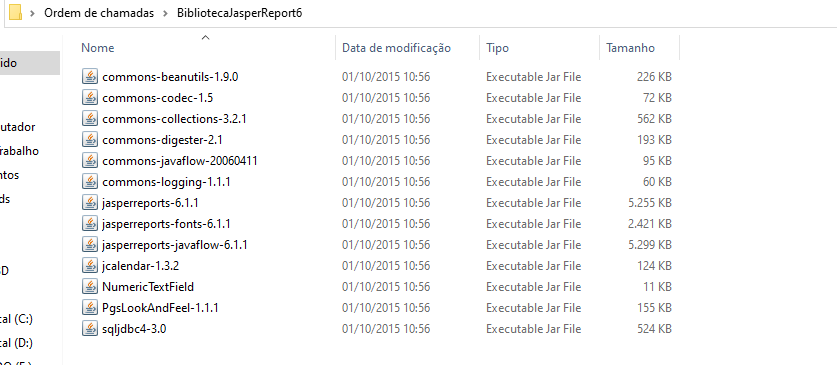 Ordem de chamadas > BibliotecaJasperReport6
Nome Data de modificação Tipo Tamanho
ido
commons-beanutils-1.9.0 01/10/2015 10:56 Executable Jar File 226 KB
commons-codec-1.5 01/10/2015 10:56 Executable Jar File 72 KB
commons-collections-3.2.1 01/10/2015 10:56 Executable Jar File 562 KB
utador
commons-digester-2.1 01/10/2015 10:56 Executable Jar File 193 KB
rabalho
commons-javaflow-20060411 01/10/2015 10:56 Executable Jar File 95 KB
ntos
commons-logging-1.1.1 01/10/2015 10:56 Executable Jar File 60 KB
ds
jasperreports-6.1.1 01/10/2015 10:56 Executable Jar File 5.255 KB
jasperreports-fonts-6.1.1 01/10/2015 10:56 Executable Jar File 2.421 KB
jasperreports-javaflow-6.1.1 01/10/2015 10:56 Executable Jar File 5.299 KB
jcalendar-1.3.2 01/10/2015 10:56 Executable Jar File 124 KB
D
NumericTextField 01/10/2015 10:56 Executable Jar File 11 KB
PgsLookAndFeel-1.1.1 01/10/2015 10:56 Executable Jar File 155 KB
cal (C:)
sqljdbc4-3.0 01/10/2015 10:56 Executable Jar File 524 KB
cal (D:)